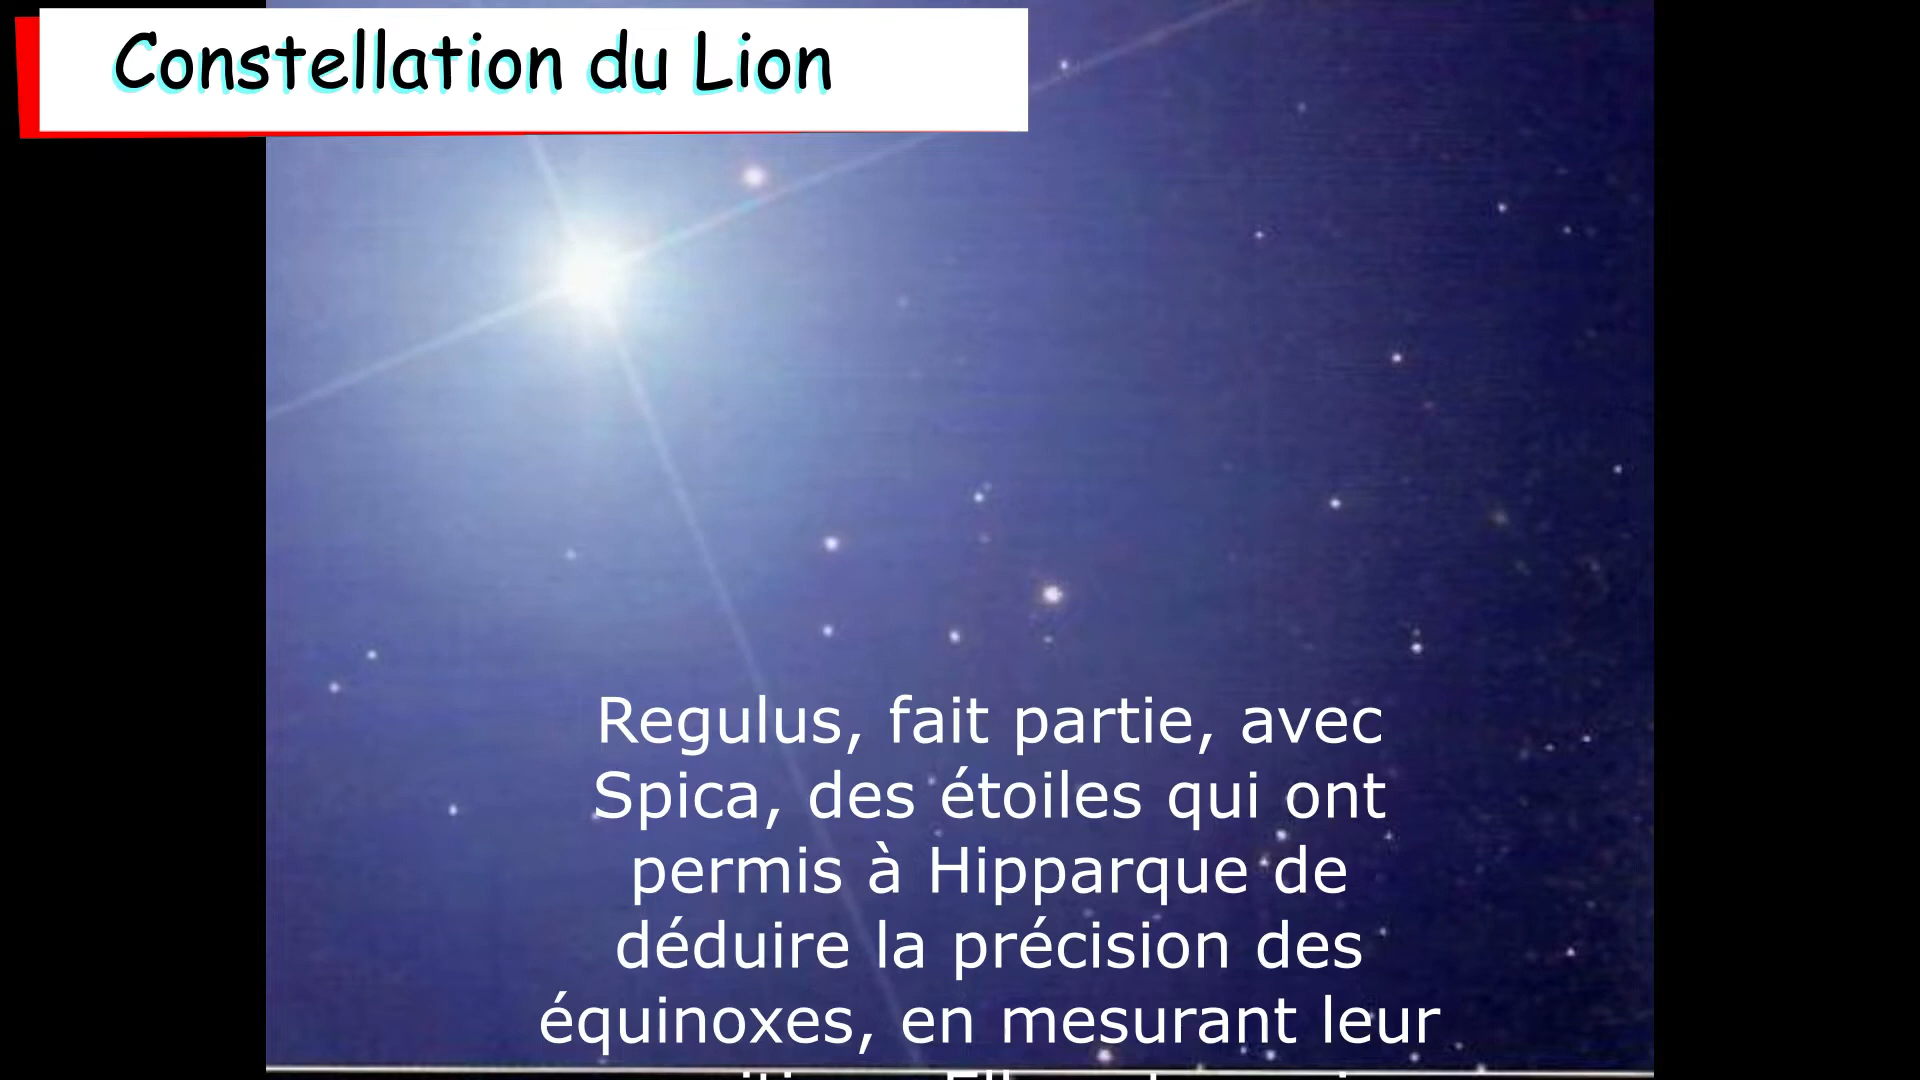 Constellation du Lion
Regulus, fait partie, avec
Spica, des étoiles qui ont
permis à Hipparque de
déduire la précision des
équinoxes, en mesurant leur